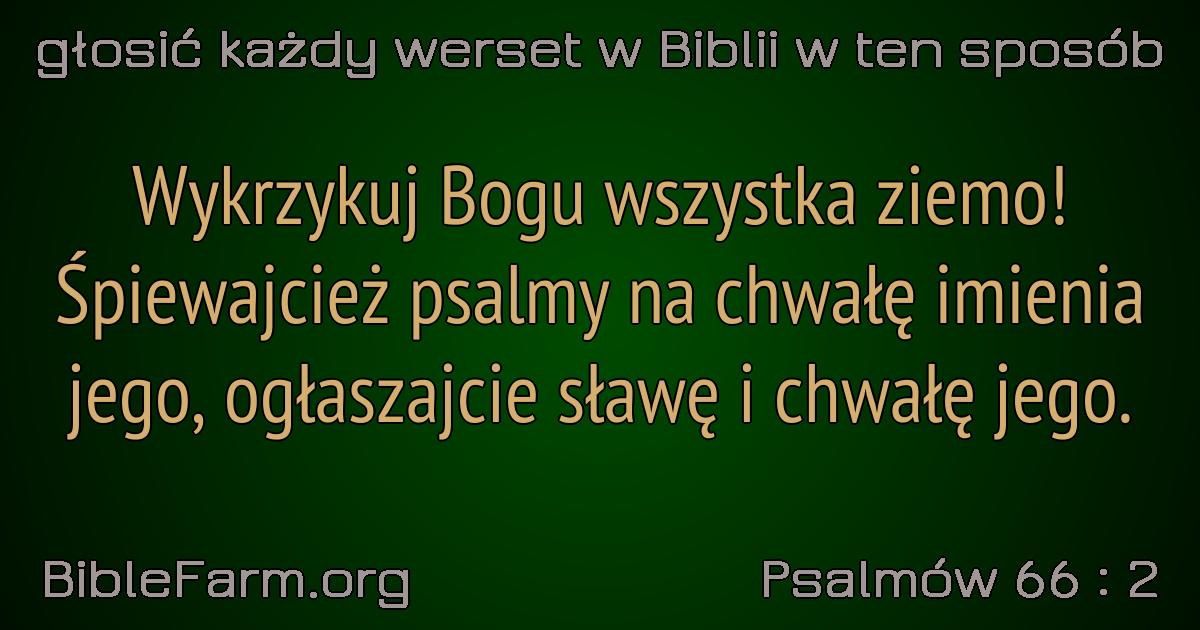 głosić każdy werset w Biblii w ten sposób
Wykrzykuj Bogu wszystka ziemo!
Śpiewajcież psalmy na chwałę imienia
jego, ogłaszajcie sławę i chwałę jego.
BibleFarm.org
Psalmów 66 : 2